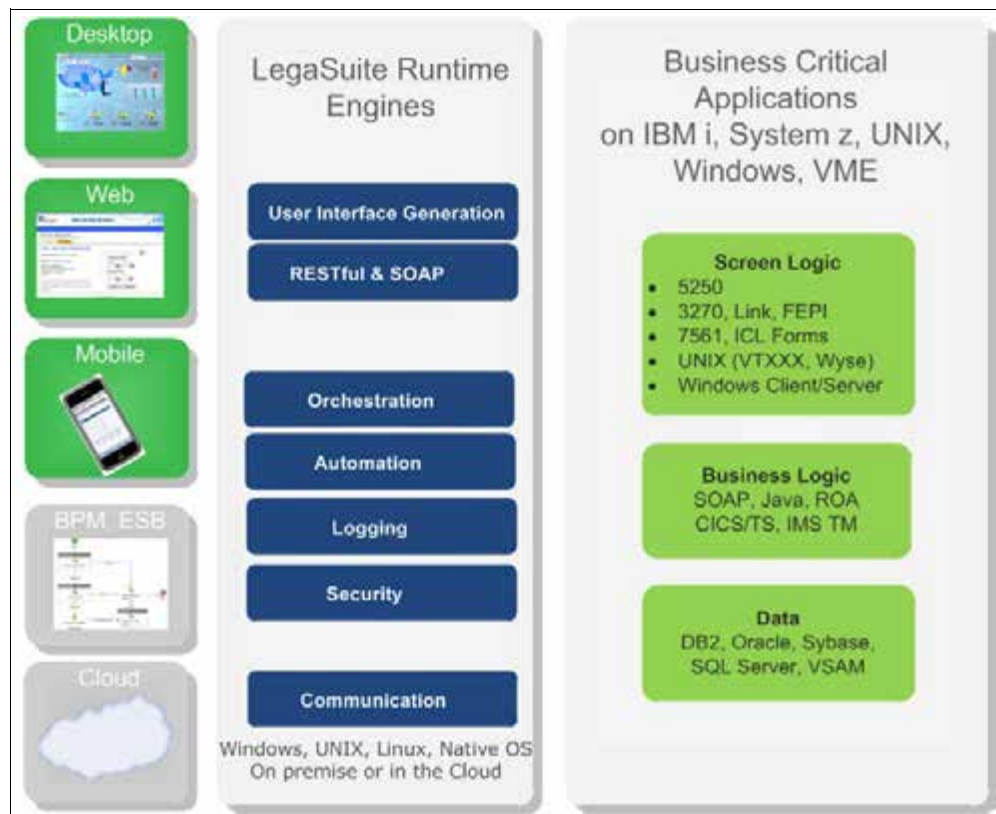 Desktop
Web
Mobile
BPM ESB
Cloud
LegaSuite Runtime
Engines
User Interface Generation
RESTful & SOAP
Orchestration
Automation
Logging
Security
Communication
Windows, UNIX, Linux, Native OS
On premise or in the Cloud
Business Critical
Applications
on IBM i, System z, UNIX,
Windows, VME
Screen Logic
• 5250
• 3270, Link, FEPI
• 7561, ICL Forms
• UNIX (VTXXX, Wyse)
• Windows Client/Server
Business Logic
SOAP, Java, ROA
CICS/TS, IMS TM
Data
DB2, Oracle, Sybase,
SQL Server, VSAM